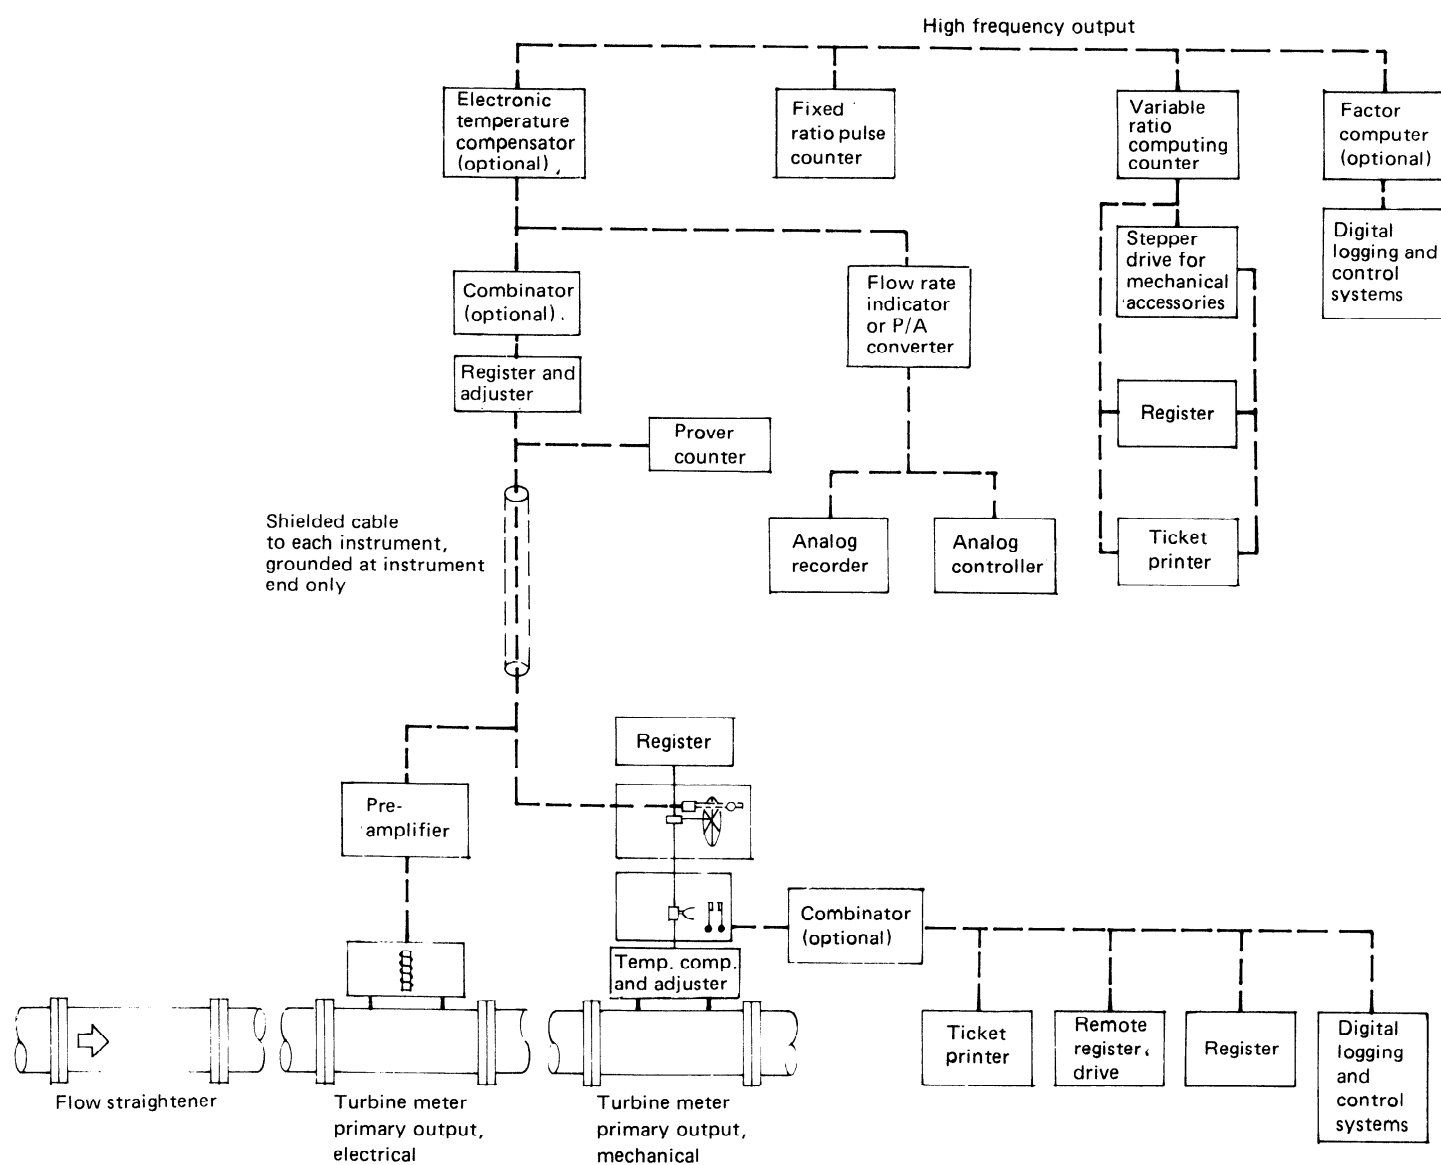 High frequency output
Electronic
temperature
compensator
(optional)
Fixed
ratio pulse
counter
Variable
ratio
computing
counter
Factor
computer
(optional)
Combinator
(optional)
Flow rate
indicator
or P/A
converter
Stepper
drive for
mechanical
accessories
Digital
logging and
control
systems
Register and
adjuster
Prover
counter
Register
Shielded cable
to each instrument,
grounded at instrument
end only
Analog
recorder
Analog
controller
Ticket
printer
Register
Pre-
amplifier
Combinator
(optional)
Temp. comp.
and adjuster
Ticket
printer
Remote
register
drive
Register
Digital
logging
and
control
systems
Flow straightener
Turbine meter
primary output,
electrical
Turbine meter
primary output,
mechanical